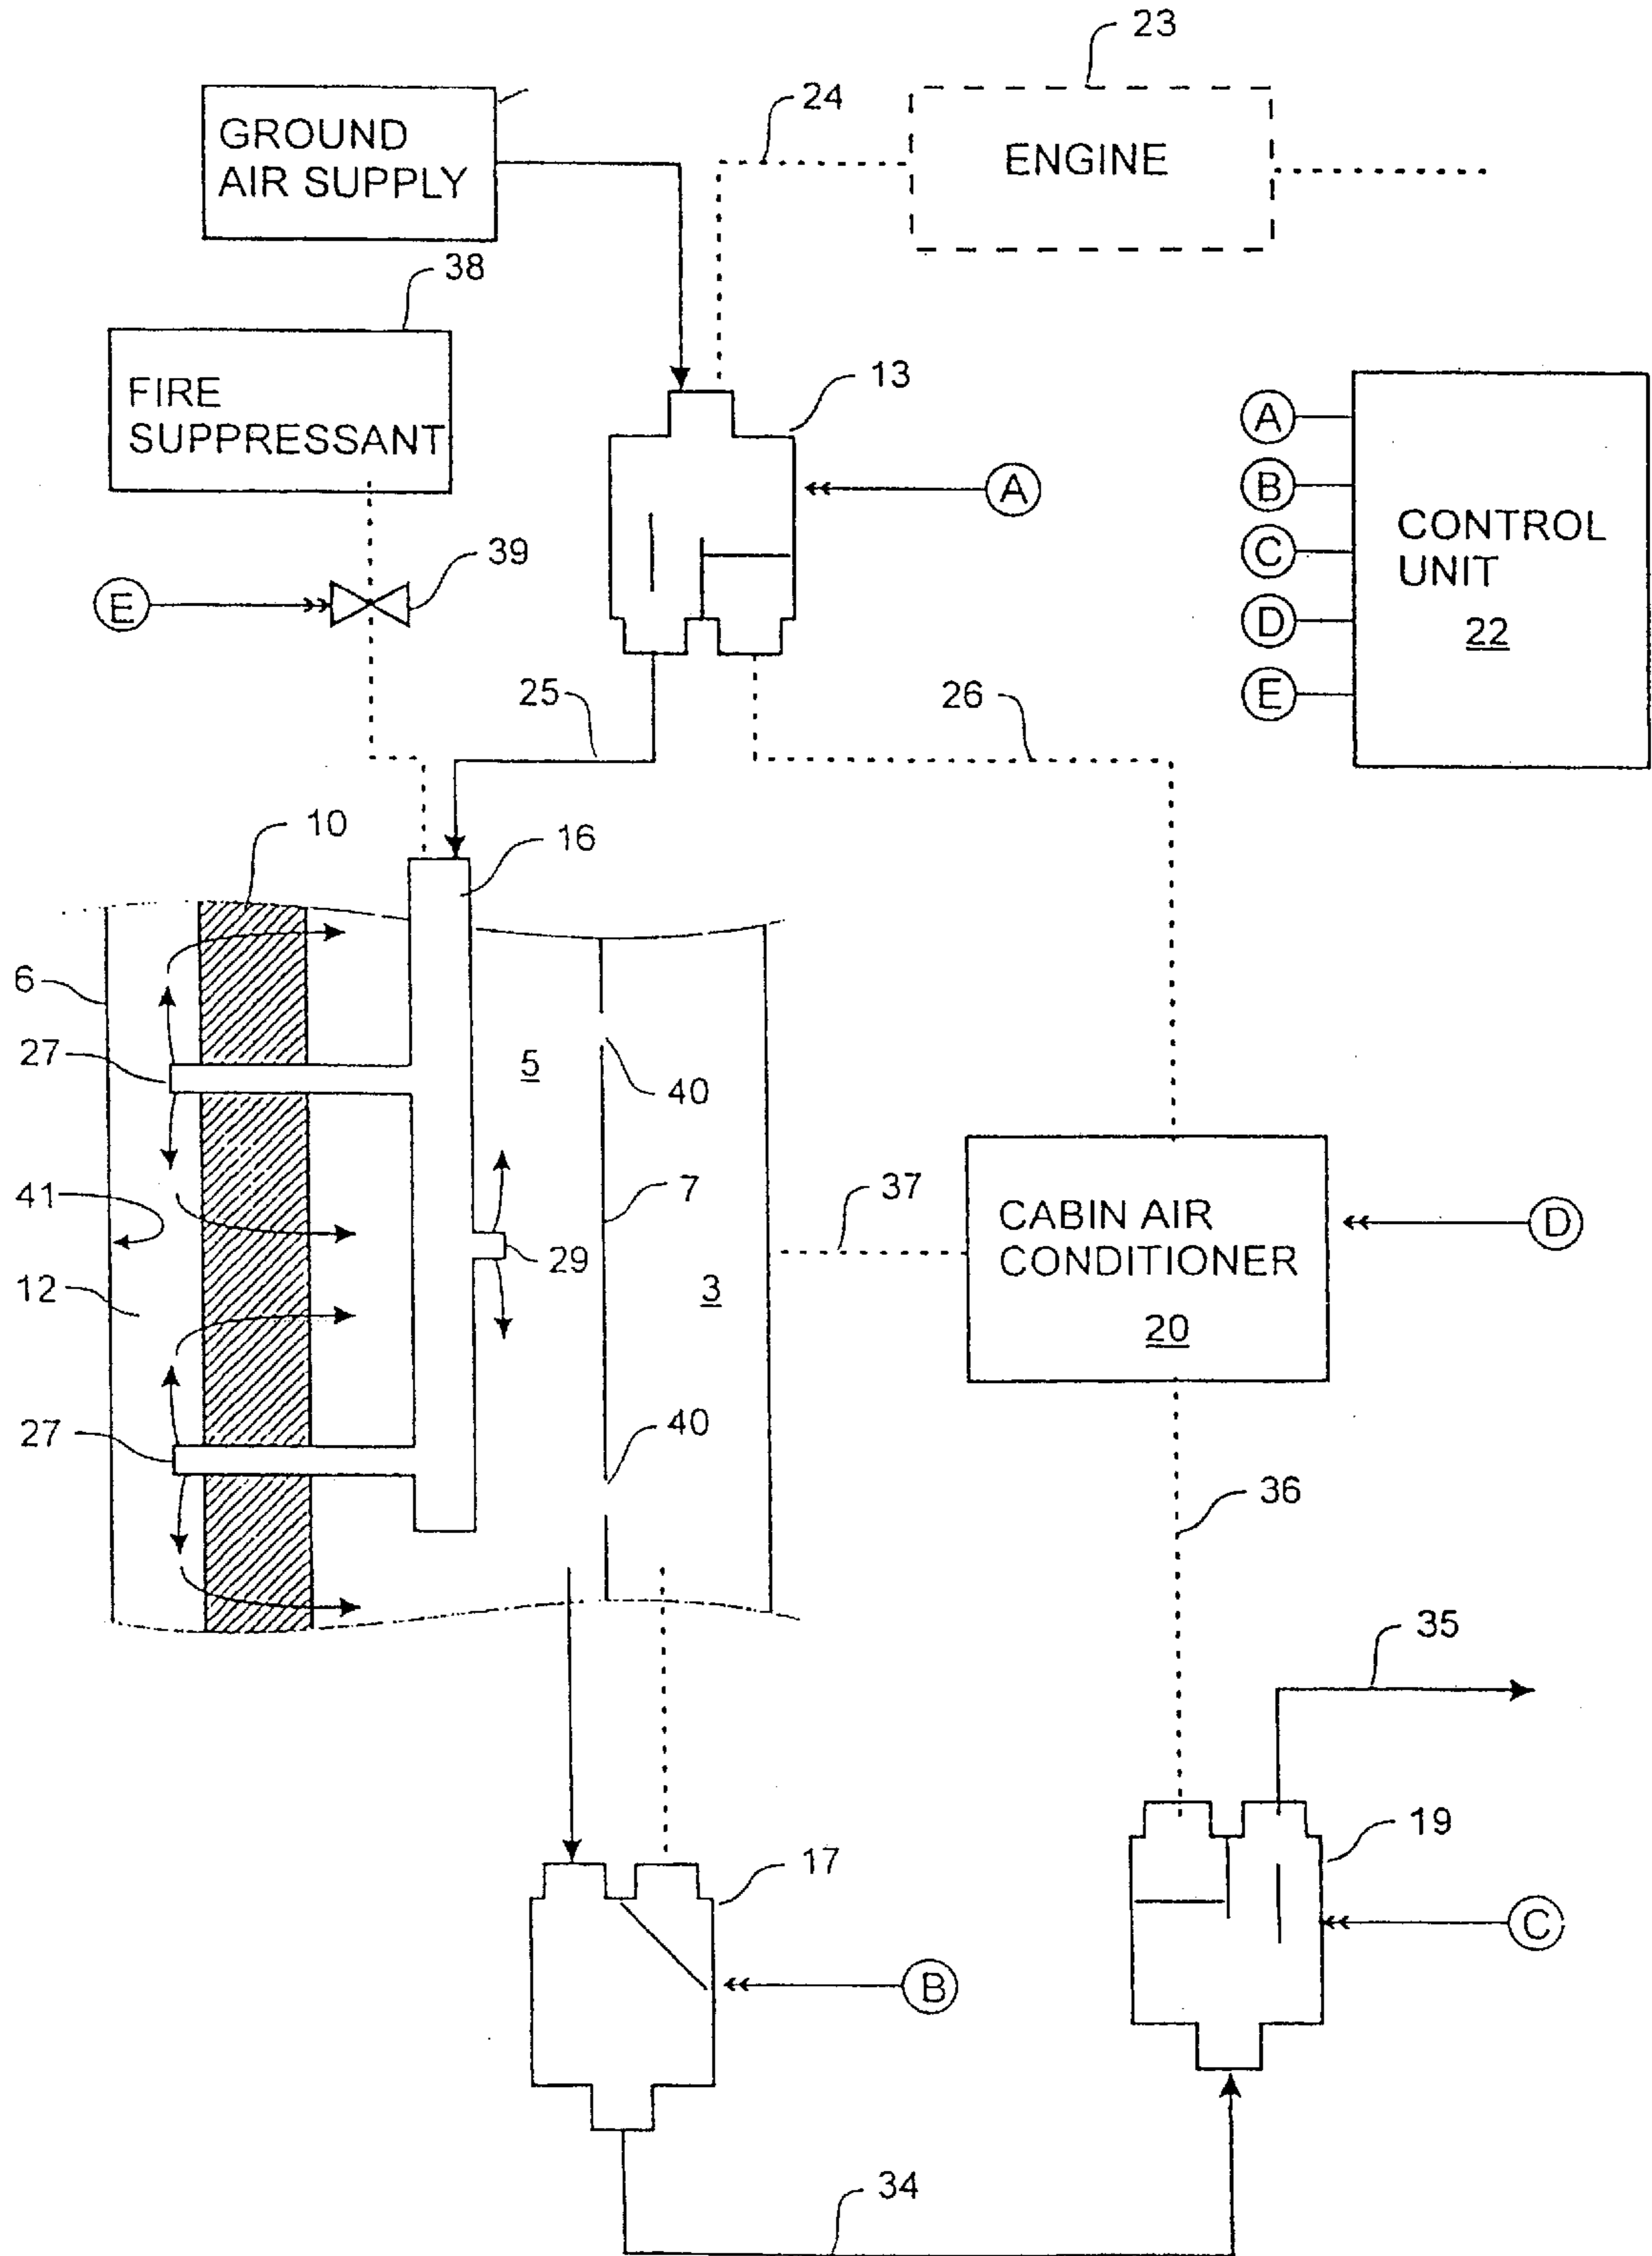 23
GROUND
AIR SUPPLY
24
ENGINE
38
FIRE
SUPPRESSANT
13
A
A
B
C
D
E
CONTROL
UNIT
22
39
E
25
26
10
16
6
27
5
40
41
7
37
CABIN AIR
CONDITIONER
20
D
29
12
3
27
40
36
35
19
17
C
B
34